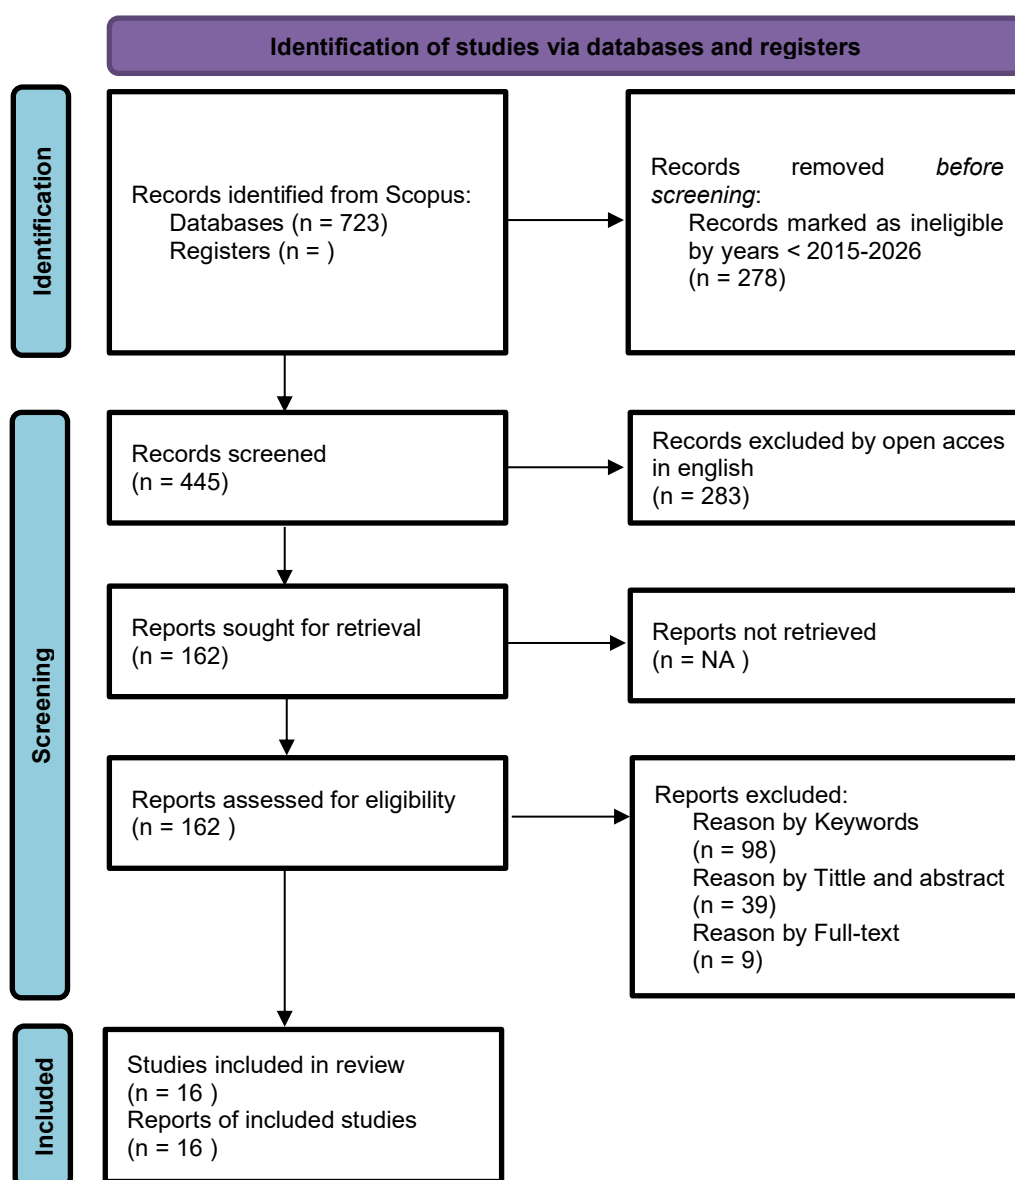 Identification of studies via databases and registers
Identification
Records identified from Scopus:
Databases (n = 723)
Registers (n = )
Records removed before
screening:
Records marked as ineligible
by years < 2015-2026
(n = 278)
Screening
Records screened
(n = 445)
Records excluded by open acces
in english
(n = 283)
Reports sought for retrieval
(n = 162)
Reports not retrieved
(n = NA )
Reports assessed for eligibility
(n = 162 )
Reports excluded:
Reason by Keywords
(n = 98)
Reason by Tittle and abstract
(n = 39)
Reason by Full-text
(n = 9)
Included
Studies included in review
(n = 16 )
Reports of included studies
(n = 16 )